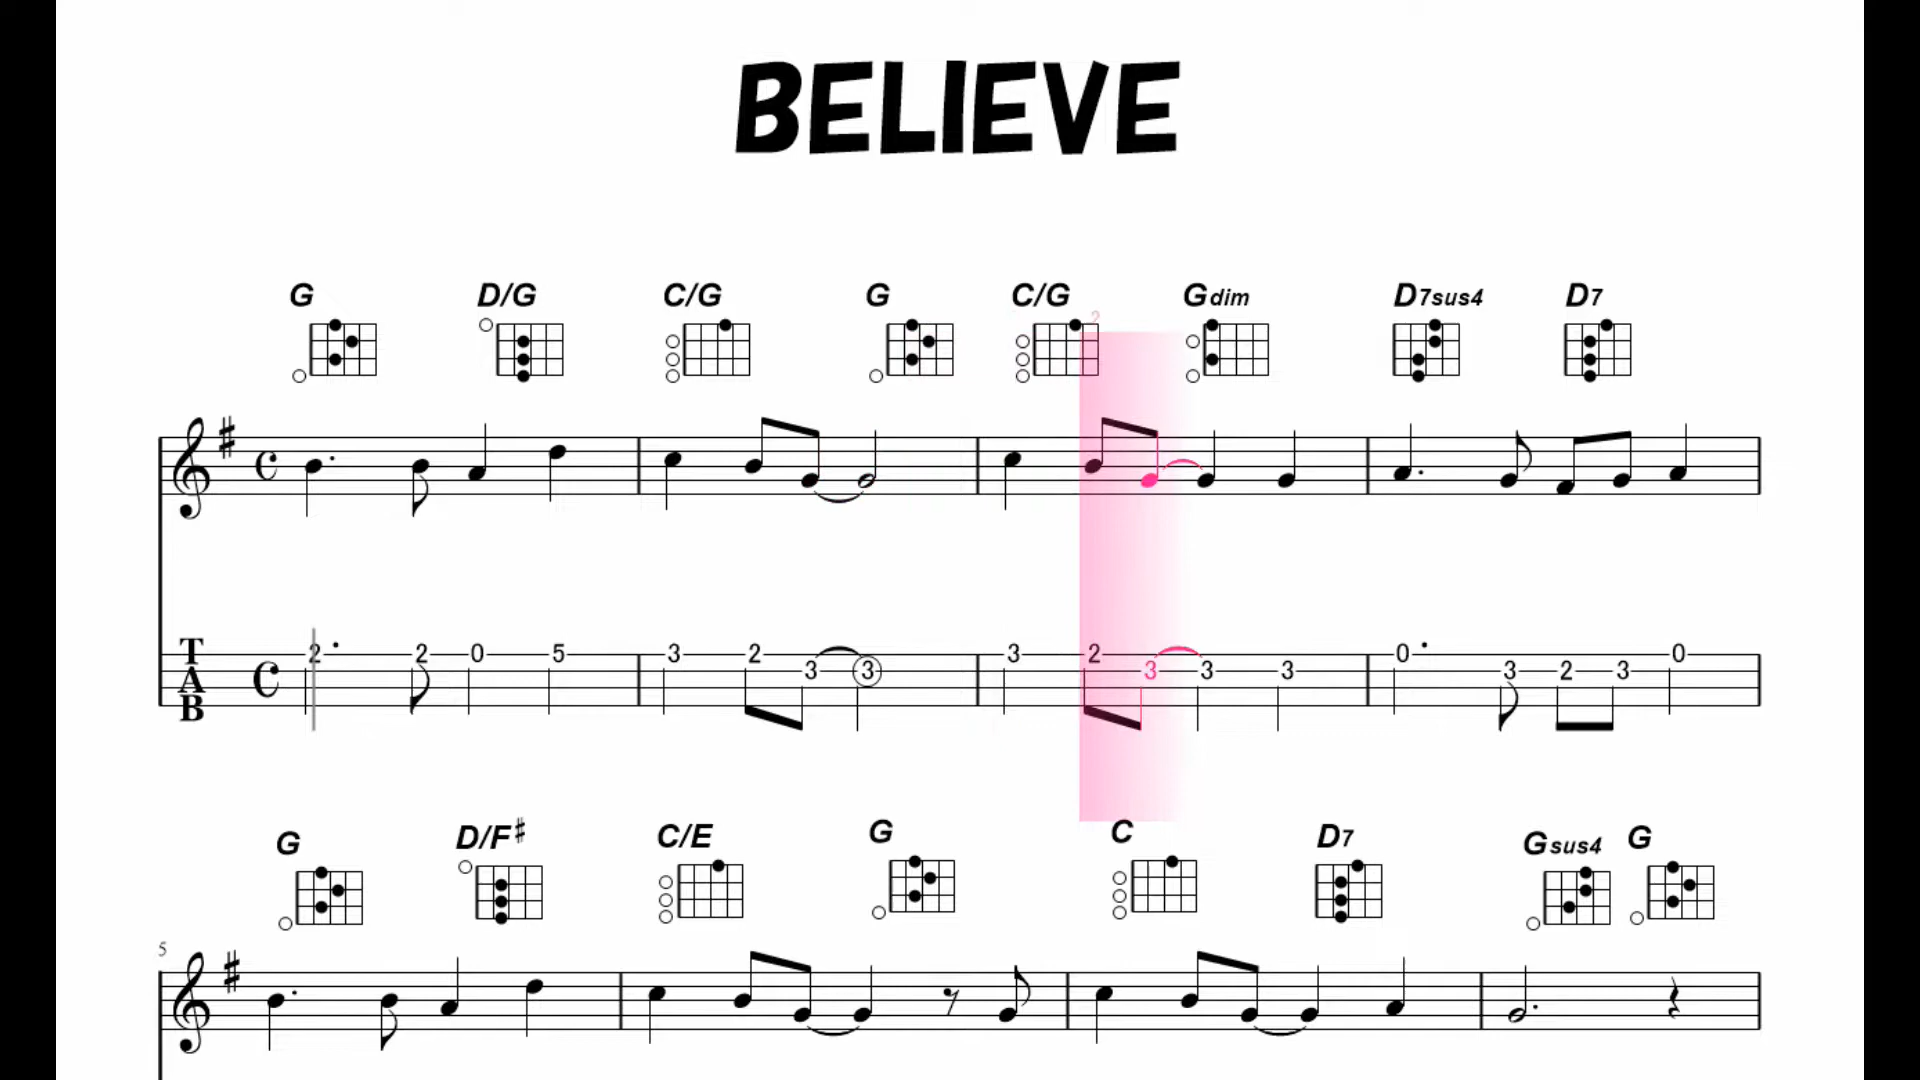 BELIEVE
G D/G C/G G C/G Gdim D7sus4 D7
2
T A B 2 2 0 5 3 2 3 3 3 2 3 3 3 0 3 2 3 0
G D/F♯ C/E G C D7 Gsus4 G
5